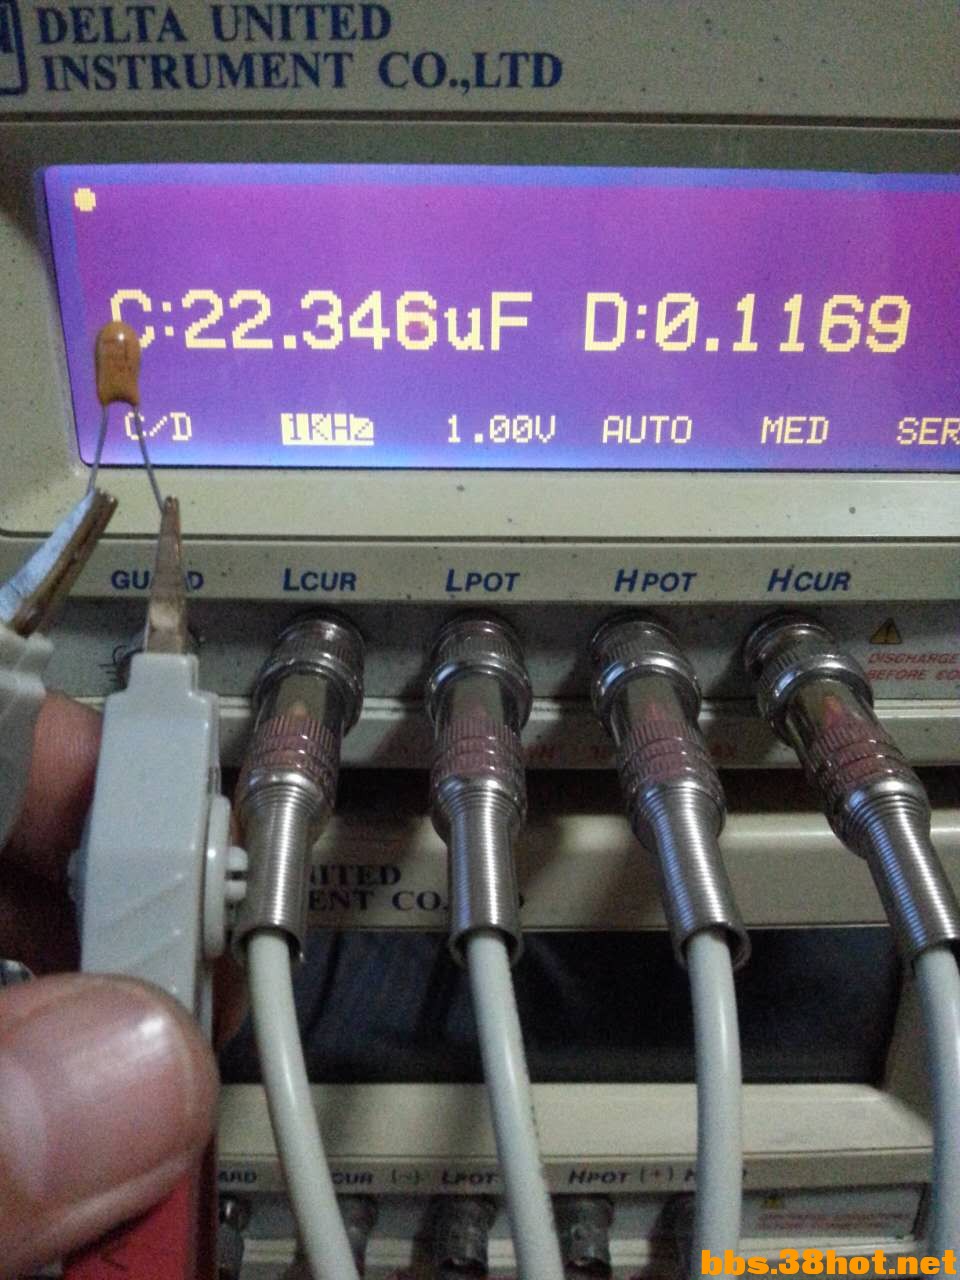 DELTA UNITED
INSTRUMENT CO.,LTD
C:22.346uF D:0.1169
C/D 1KHz 1.00V AUTO MED SER
LCUR LPOT HPOT HCUR
DISCHARGE
BEFORE
CO.
LPOT HPOT (+)
bbs.38hot.net